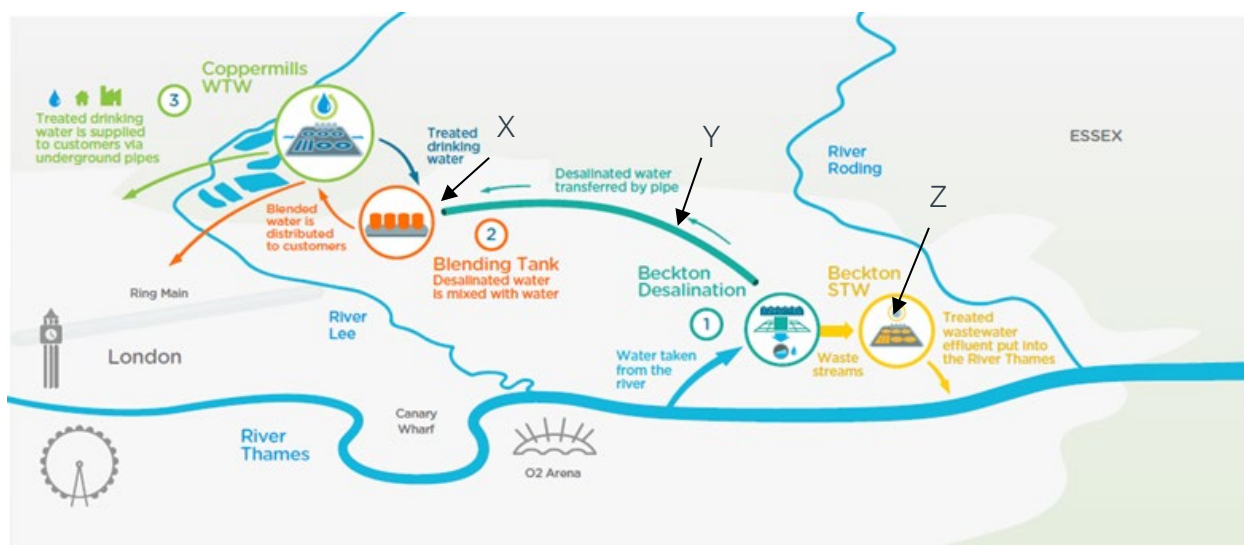 Coppermills
WTW
3
Treated drinking
water is supplied
to customers via
underground pipes
Treated
drinking
water
X
Y
Z
ESSEX
River
Roding
Desalinated water
transferred by pipe
Blended
water is
distributed
to customers
2
Blending Tank
Desalinated water
is mixed with water
Beckton
Desalination
1
Beckton
STW
Ring Main
River
Lee
London
Water taken
from the
river
Waste
streams
Treated
wastewater
effluent put into
the River Thames
Canary
Wharf
River
Thames
O2 Arena